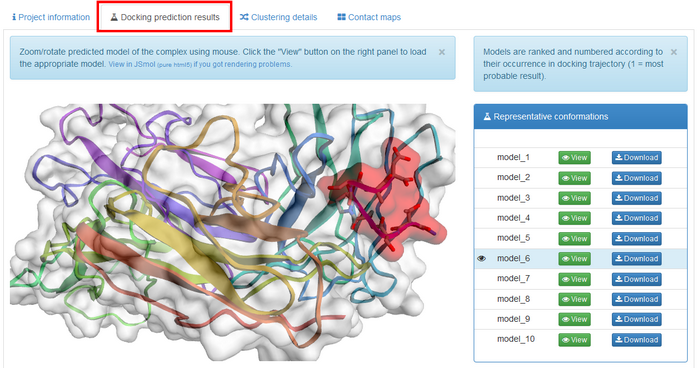 Project information Docking prediction results Clustering details Contact maps
Zoom/rotate predicted model of the complex using mouse. Click the "View" button on the right panel to load
the appropriate model. View in JSmol (pure html5) if you got rendering problems.
×
Models are ranked and numbered according to
their occurrence in docking trajectory (1 = most
probable result).
×
Representative conformations
model_1 View Download
model_2 View Download
model_3 View Download
model_4 View Download
model_5 View Download
model_6 View Download
model_7 View Download
model_8 View Download
model_9 View Download
model_10 View Download